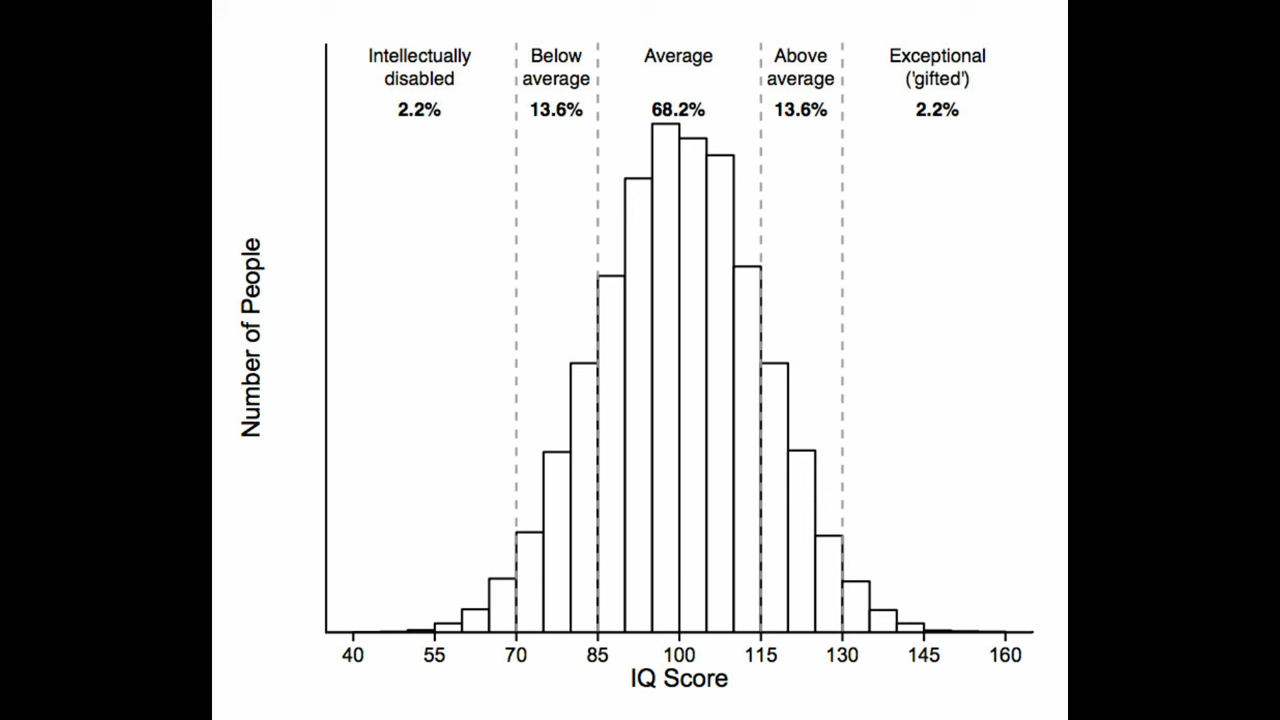 Intellectually
disabled
2.2%
Below
average
13.6%
Average
68.2%
Above
average
13.6%
Exceptional
('gifted')
2.2%
Number of People
40 55 70 85 100 115 130 145 160
IQ Score